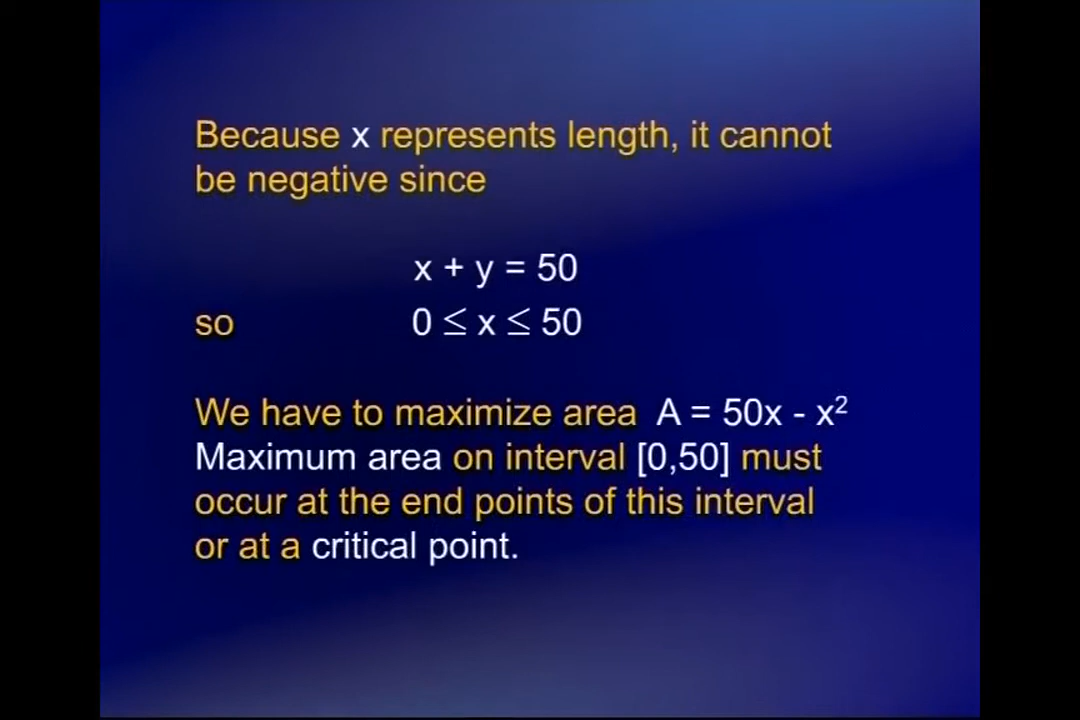 Because x represents length, it cannot
be negative since
x + y = 50
so 0 ≤ x ≤ 50
We have to maximize area A = 50x - x²
Maximum area on interval [0,50] must
occur at the end points of this interval
or at a critical point.